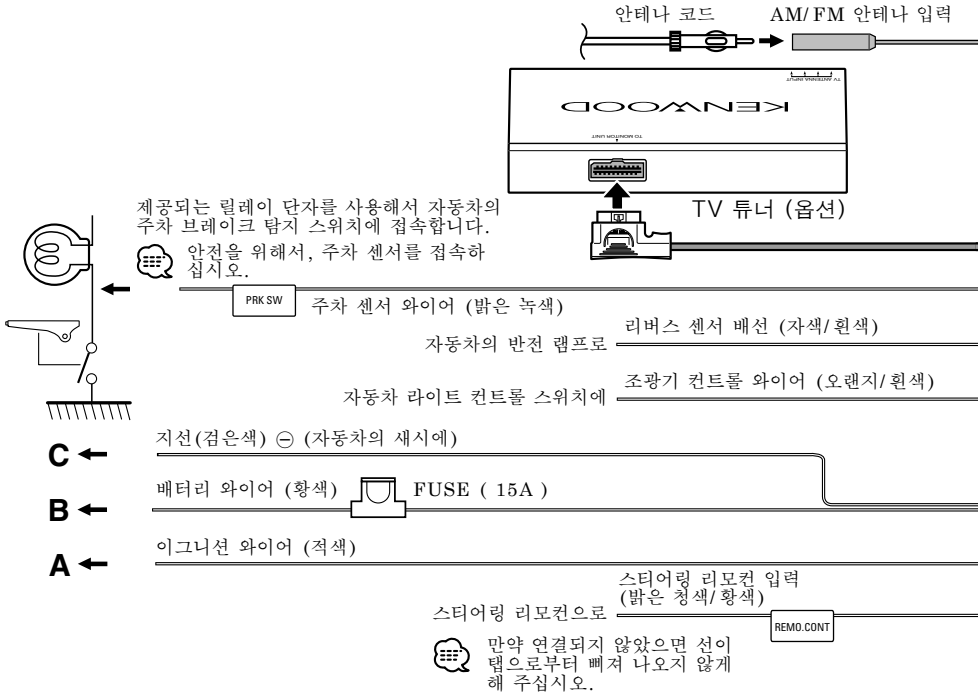 안테나 코드
AM/FM 안테나 입력
TV ANTENNA INPUT
KENWOOD
TO MONITOR UNIT
TV 튜너 (옵션)
제공되는 릴레이 단자를 사용해서 자동차의
주차 브레이크 탐지 스위치에 접속합니다.
안전을 위해서, 주차 센서를 접속하
십시오.
PRK SW
주차 센서 와이어 (밝은 녹색)
리버스 센서 배선 (자색/흰색)
자동차의 반전 램프로
조광기 컨트롤 와이어 (오랜지/흰색)
자동차 라이트 컨트롤 스위치에
지선(검은색) ⊖ (자동차의 새시에)
C
배터리 와이어 (황색)
FUSE ( 15A )
B
이그니션 와이어 (적색)
A
스티어링 리모컨 입력
(밝은 청색/황색)
스티어링 리모컨으로
REMO.CONT
만약 연결되지 않았으면 선이
탭으로부터 삐져 나오지 않게
해 주십시오.